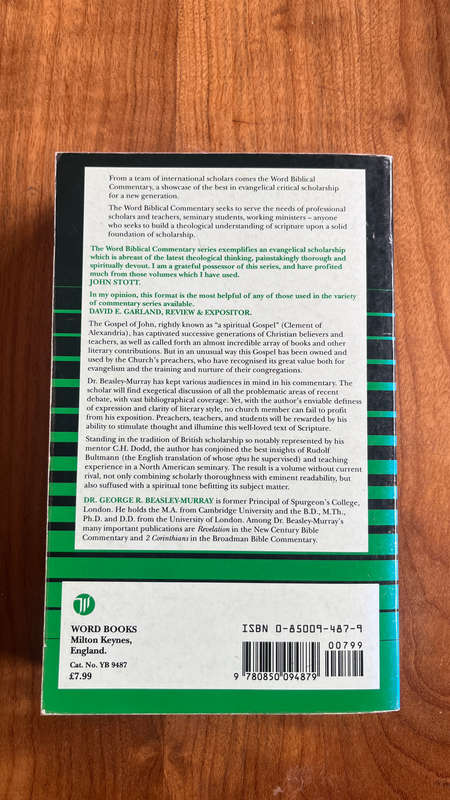 From a team of international scholars comes the Word Biblical
Commentary, a showcase of the best in evangelical critical scholarship
for a new generation.
The Word Biblical Commentary seeks to serve the needs of professional
scholars and teachers, seminary students, working ministers – anyone
who seeks to build a theological understanding of scripture upon a solid
foundation of scholarship.
The Word Biblical Commentary series exemplifies an evangelical scholarship
which is abreast of the latest theological thinking, painstakingly thorough and
spiritually devout. I am a grateful possessor of this series, and have profited
much from those volumes which I have used.
JOHN STOTT.
In my opinion, this format is the most helpful of any of those used in the variety
of commentary series available.
DAVID E. GARLAND, REVIEW & EXPOSITOR.
The Gospel of John, rightly known as “a spiritual Gospel” (Clement of
Alexandria), has captivated successive generations of Christian believers and
teachers, as well as called forth an almost incredible array of books and other
literary contributions. But in an unusual way this Gospel has been owned and
used by the Church's preachers, who have recognised its great value both for
evangelism and the training and nurture of their congregations.
Dr. Beasley-Murray has kept various audiences in mind in his commentary. The
scholar will find exegetical discussion of all the problematic areas of recent
debate, with vast bibliographical coverage. Yet, with the author's enviable deftness
of expression and clarity of literary style, no church member can fail to profit
from his exposition. Preachers, teachers, and students will be rewarded by his
ability to stimulate thought and illumine this well-loved text of Scripture.
Standing in the tradition of British scholarship so notably represented by his
mentor C.H. Dodd, the author has conjoined the best insights of Rudolf
Bultmann (the English translation of whose opus he supervised) and teaching
experience in a North American seminary. The result is a volume without current
rival, not only combining scholarly thoroughness with eminent readability, but
also suffused with a spiritual tone befitting its subject matter.
DR. GEORGE R. BEASLEY-MURRAY is former Principal of Spurgeon's College,
London. He holds the M.A. from Cambridge University and the B.D., M.Th.,
Ph.D. and D.D. from the University of London. Among Dr. Beasley-Murray's
many important publications are Revelation in the New Century Bible
Commentary and 2 Corinthians in the Broadman Bible Commentary.
WORD BOOKS
Milton Keynes,
England.
Cat. No. YB 9487
£7.99
ISBN 0-85009-487-9
00799
9 780850 094879